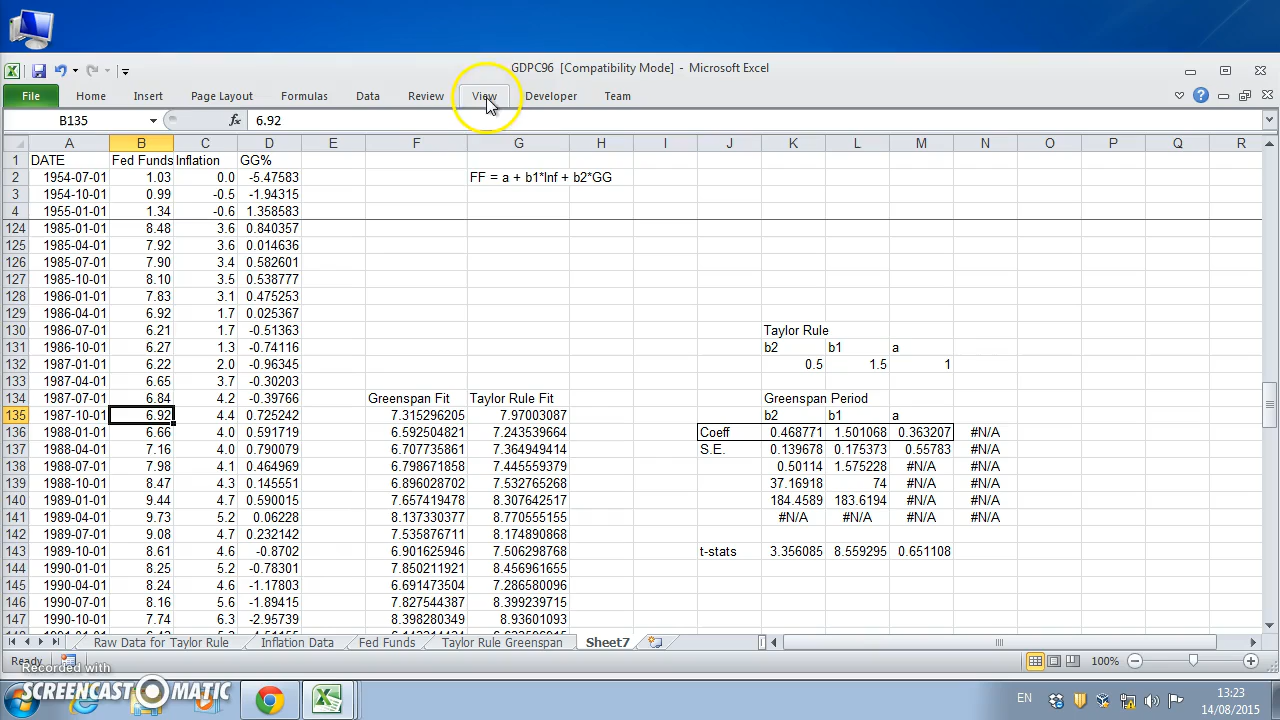 GDPC96 [Compatibility Mode] - Microsoft Excel
File Home Insert Page Layout Formulas Data Review View Developer Team
B135 fx 6.92
A B C D E F G H I J K L M N O P Q R
1 DATE Fed Funds Inflation GG%
2 1954-07-01 1.03 0.0 -5.47583 FF = a + b1*Inf + b2*GG
3 1954-10-01 0.99 -0.5 -1.94315
4 1955-01-01 1.34 -0.6 1.358583
124 1985-01-01 8.48 3.6 0.840357
125 1985-04-01 7.92 3.6 0.014636
126 1985-07-01 7.90 3.4 0.582601
127 1985-10-01 8.10 3.5 0.538777
128 1986-01-01 7.83 3.1 0.475253
129 1986-04-01 6.92 1.7 0.025367
130 1986-07-01 6.21 1.7 -0.51363 Taylor Rule
131 1986-10-01 6.27 1.3 -0.74116 b2 b1 a
132 1987-01-01 6.22 2.0 -0.96345 0.5 1.5 1
133 1987-04-01 6.65 3.7 -0.30203
134 1987-07-01 6.84 4.2 -0.39766 Greenspan Fit Taylor Rule Fit Greenspan Period
135 1987-10-01 6.92 4.4 0.725242 7.315296205 7.97003087 b2 b1 a
136 1988-01-01 6.66 4.0 0.591719 6.592504821 7.243539664 Coeff 0.468771 1.501068 0.363207 #N/A
137 1988-04-01 7.16 4.0 0.790079 6.707735861 7.364949414 S.E. 0.139678 0.175373 0.55783 #N/A
138 1988-07-01 7.98 4.1 0.464969 6.798671858 7.445559379 0.50114 1.575228 #N/A #N/A
139 1988-10-01 8.47 4.3 0.145551 6.896028702 7.532765268 37.16918 74 #N/A #N/A
140 1989-01-01 9.44 4.7 0.590015 7.657419478 8.307642517 184.4589 183.6194 #N/A #N/A
141 1989-04-01 9.73 5.2 0.06228 8.137330377 8.770555155 #N/A #N/A #N/A #N/A
142 1989-07-01 9.08 4.7 0.232142 7.535876711 8.174890868
143 1989-10-01 8.61 4.6 -0.8702 6.901625946 7.506298768 t-stats 3.356085 8.559295 0.651108
144 1990-01-01 8.25 5.2 -0.78301 7.850211921 8.456961655
145 1990-04-01 8.24 4.6 -1.17803 6.691473504 7.286580096
146 1990-07-01 8.16 5.6 -1.89415 7.827544387 8.399239715
147 1990-10-01 7.74 6.3 -2.95739 8.398280349 8.93601093
Raw Data for Taylor Rule Inflation Data Fed Funds Taylor Rule Greenspan Sheet7
Ready 100%
Recorded with
SCREENCAST MATIC
EN 13:23
14/08/2015